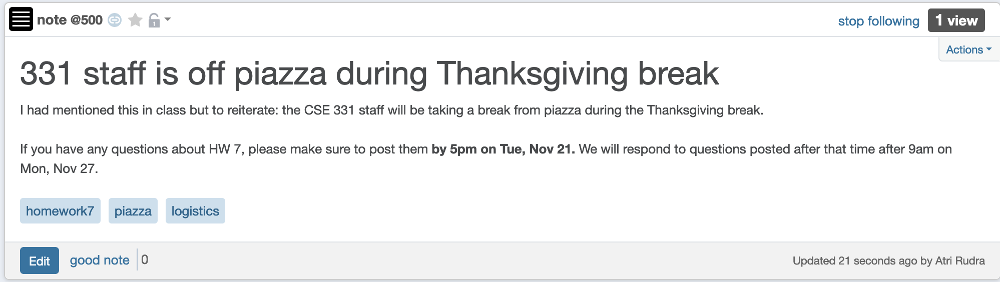 note @500
stop following
1 view
Actions
331 staff is off piazza during Thanksgiving break
I had mentioned this in class but to reiterate: the CSE 331 staff will be taking a break from piazza during the Thanksgiving break.
If you have any questions about HW 7, please make sure to post them by 5pm on Tue, Nov 21. We will respond to questions posted after that time after 9am on
Mon, Nov 27.
homework7 piazza logistics
Edit good note 0
Updated 21 seconds ago by Atri Rudra